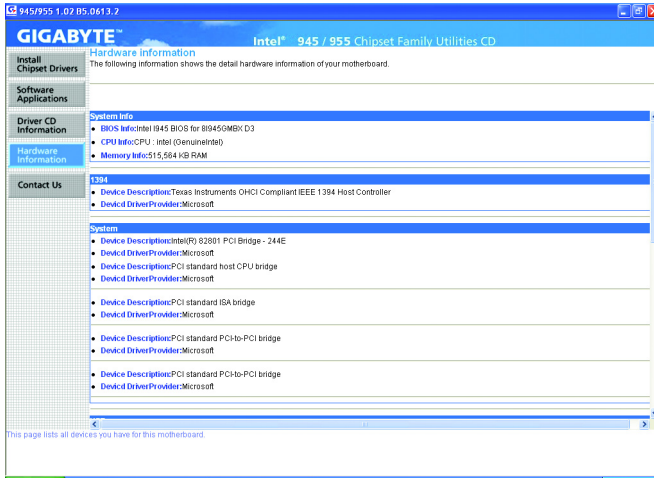 945/955 1.02 B5.0613.2
GIGABYTE™
Intel® 945 / 955 Chipset Family Utilities CD
Install
Chipset Drivers
Software
Applications
Driver CD
Information
Hardware
Information
Contact Us
Hardware information
The following information shows the detail hardware information of your motherboard.
System Info
BIOS Info:Intel I945 BIOS for 8I945GMBX D3
CPU Info:CPU : intel (GenuineIntel)
Memory Info:515,564 KB RAM
1394
Device Description:Texas Instruments OHCI Compliant IEEE 1394 Host Controller
Devicd DriverProvider:Microsoft
System
Device Description:Intel(R) 82801 PCI Bridge - 244E
Devicd DriverProvider:Microsoft
Device Description:PCI standard host CPU bridge
Devicd DriverProvider:Microsoft
Device Description:PCI standard ISA bridge
Devicd DriverProvider:Microsoft
Device Description:PCI standard PCI-to-PCI bridge
Devicd DriverProvider:Microsoft
Device Description:PCI standard PCI-to-PCI bridge
Devicd DriverProvider:Microsoft
This page lists all devices you have for this motherboard.